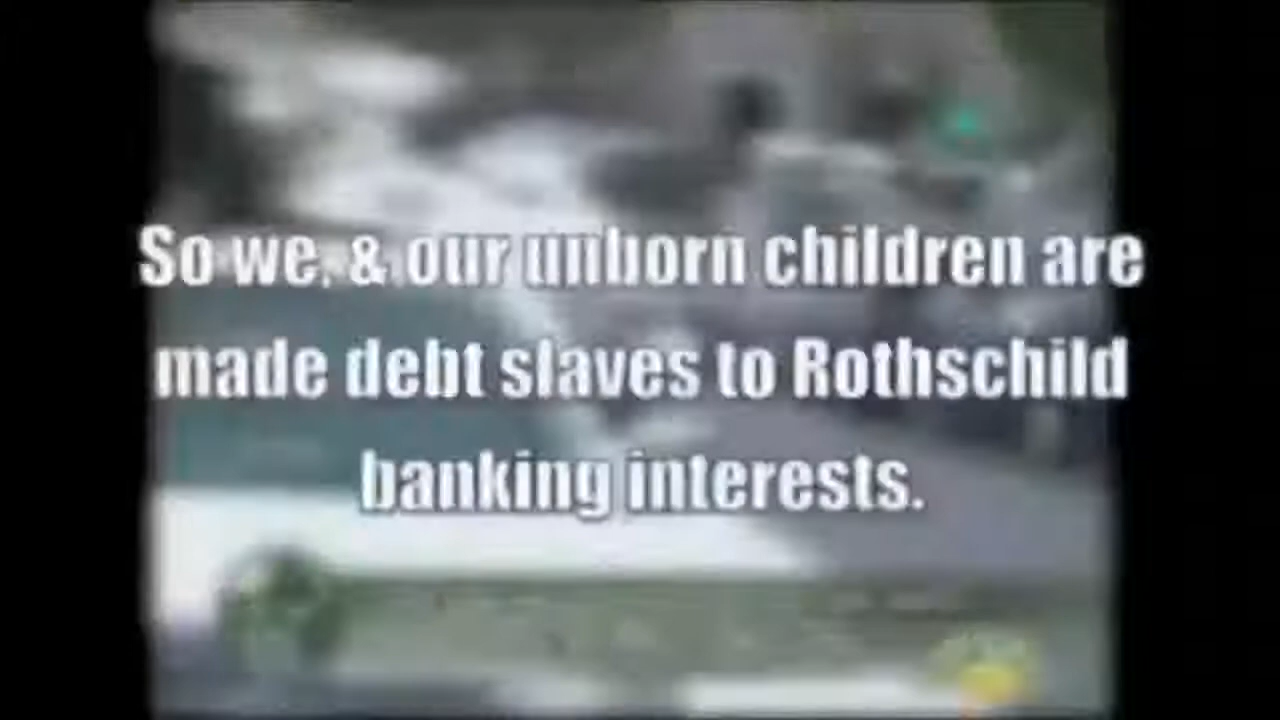 So we, & our unborn children are
made debt slaves to Rothschild
banking interests.